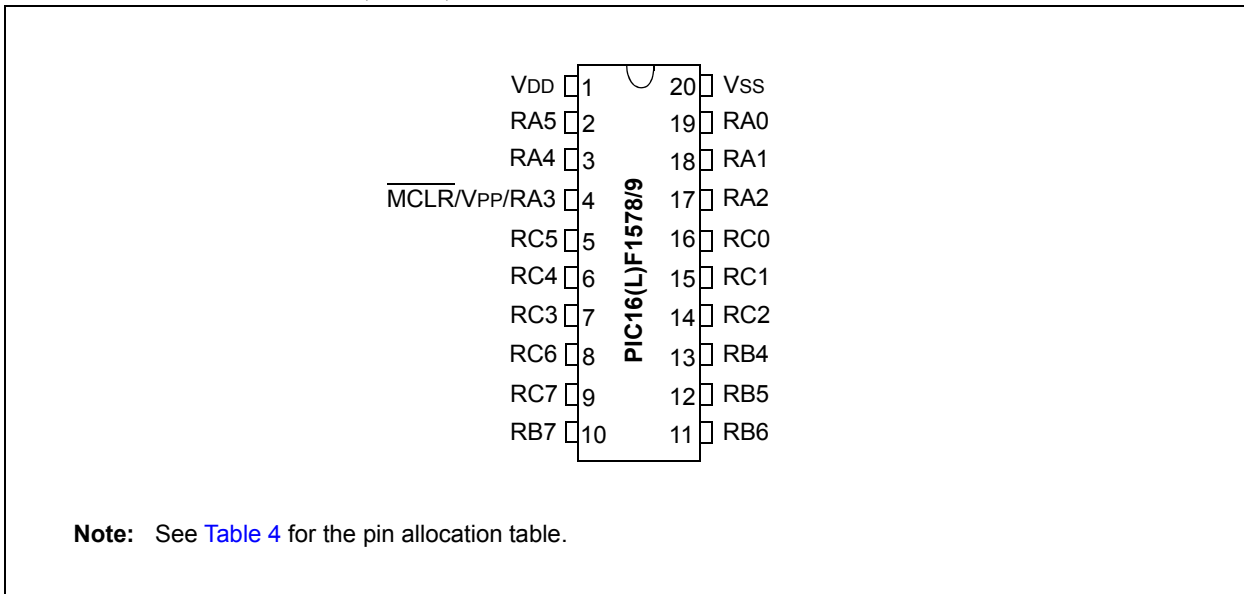 VDD 1 20 VSS
RA5 2 19 RA0
RA4 3 18 RA1
MCLR/VPP/RA3 4 17 RA2
RC5 5 16 RC0
RC4 6 15 RC1
RC3 7 14 RC2
RC6 8 13 RB4
RC7 9 12 RB5
RB7 10 11 RB6
PIC16(L)F1578/9
Note: See Table 4 for the pin allocation table.